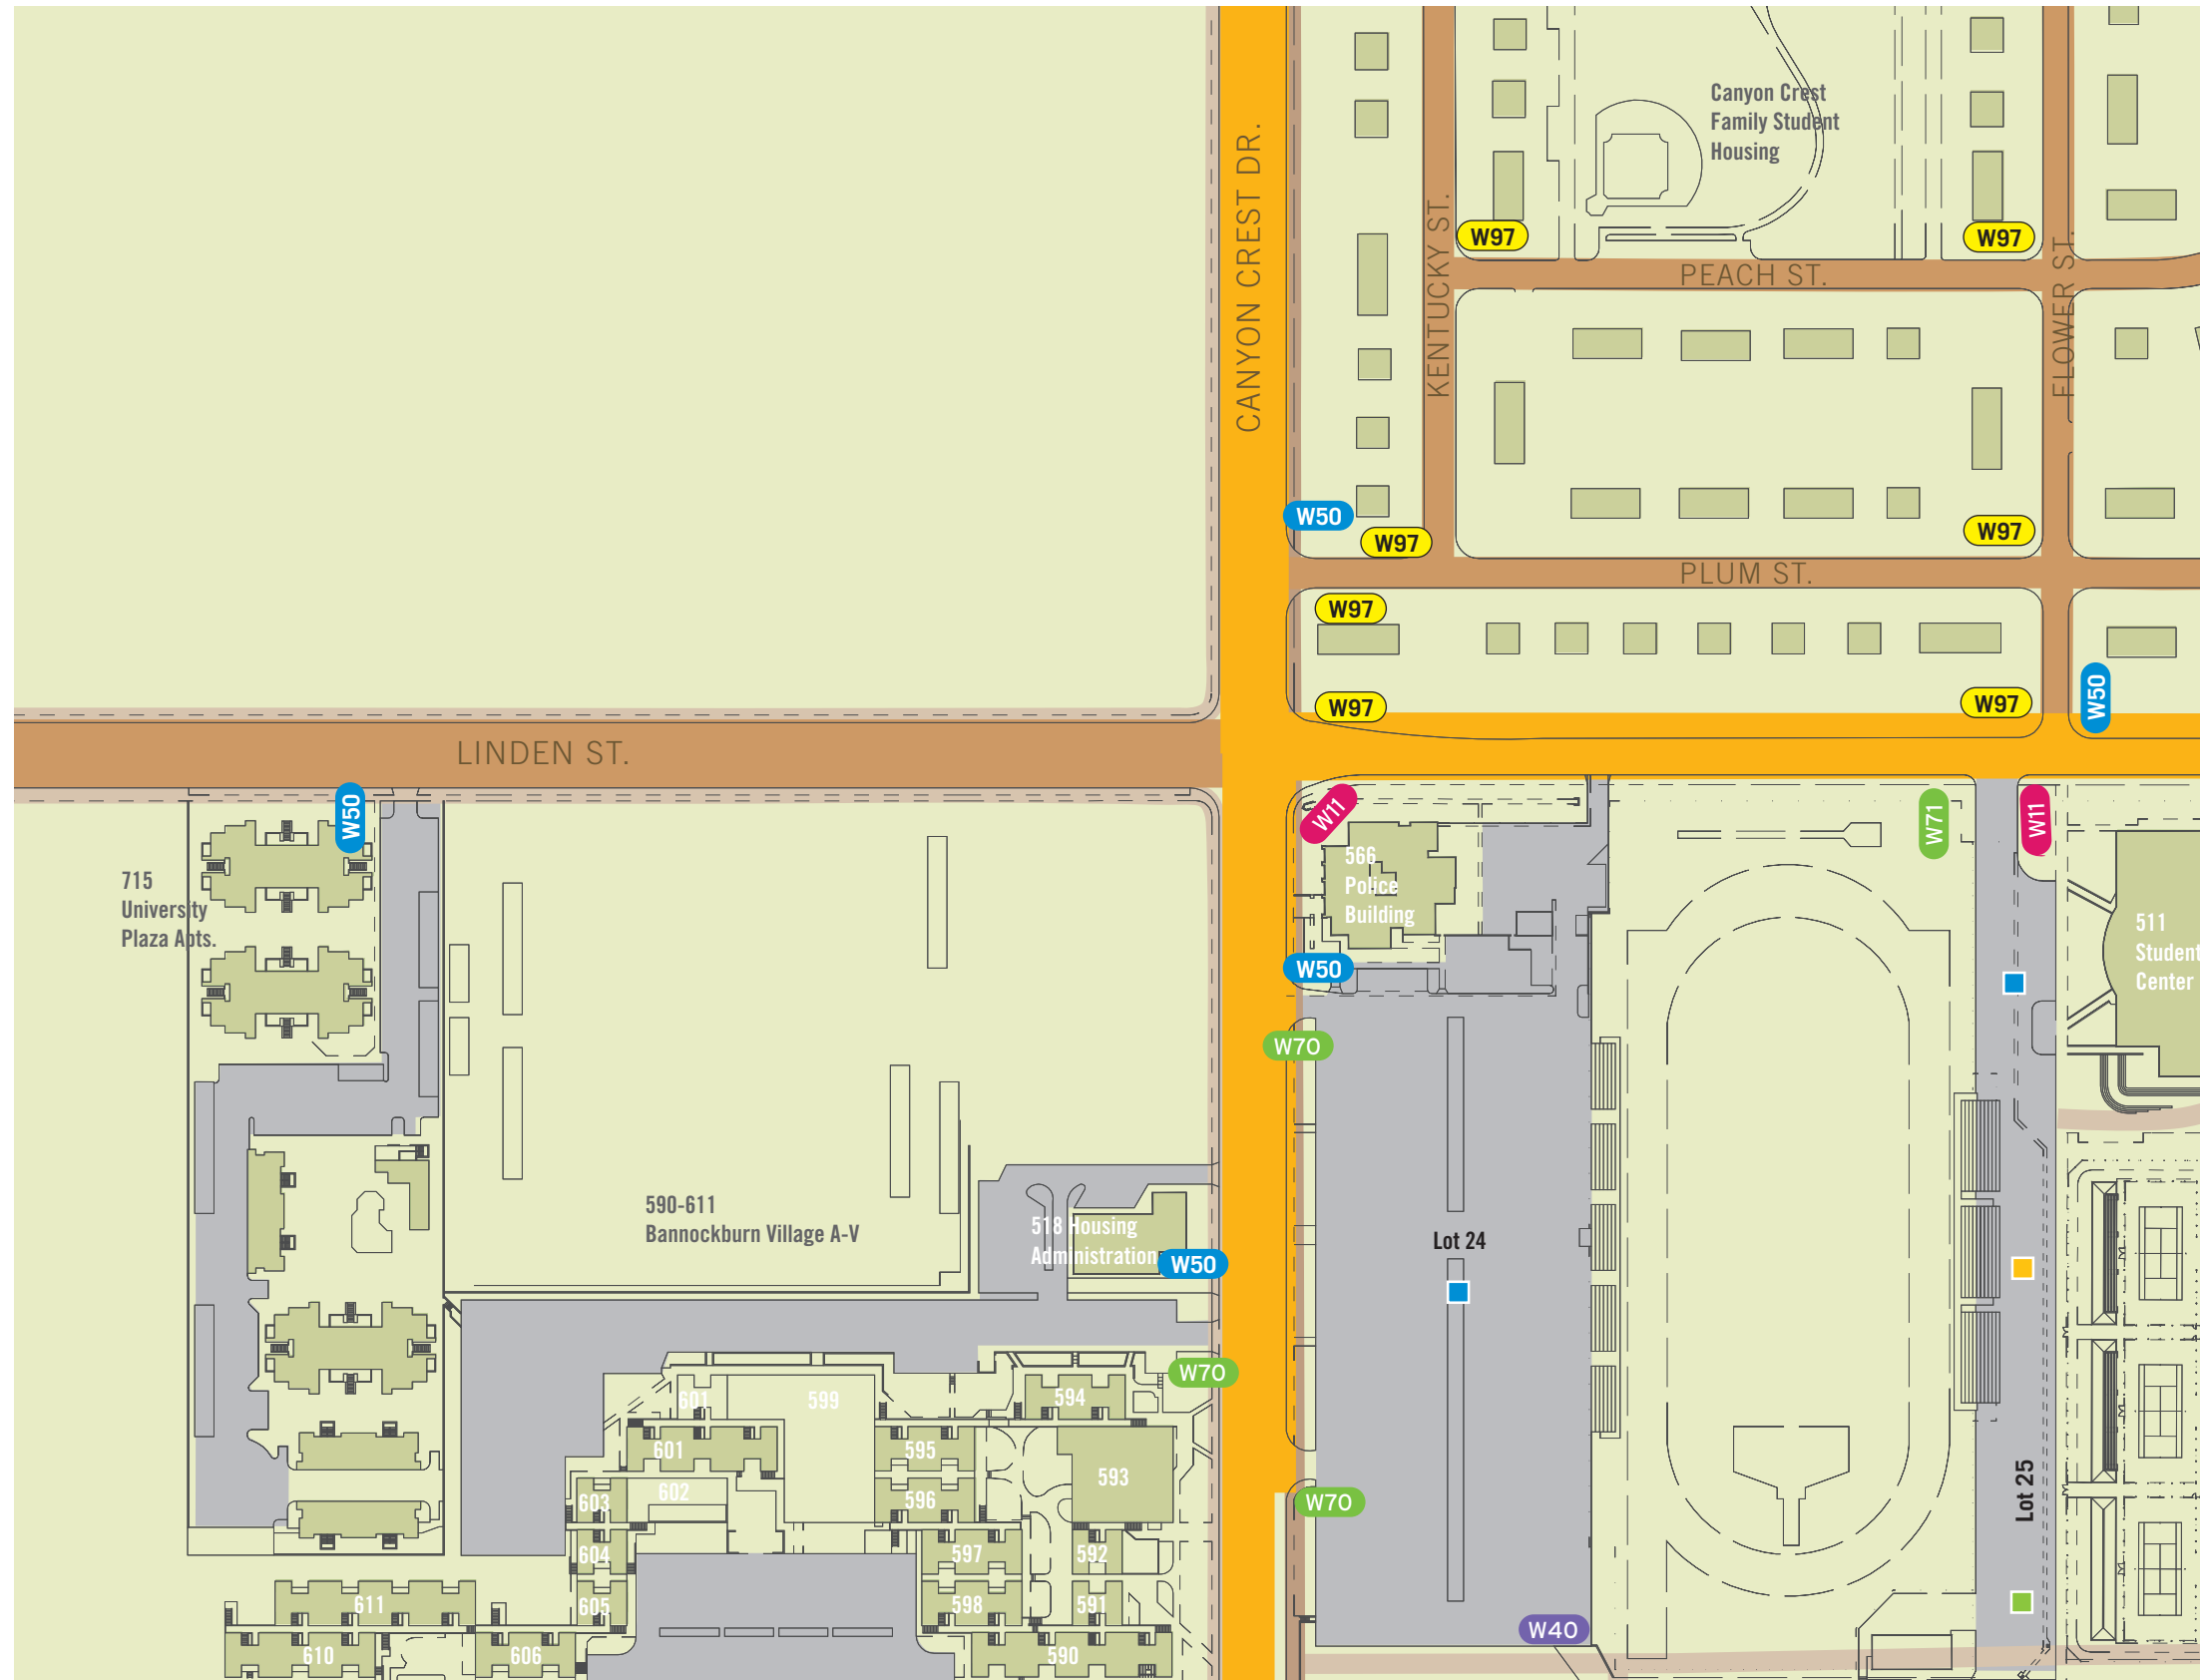 Canyon Crest
Family Student
Housing
CANYON CREST DR.
KENTUCKY ST.
W97
W97
PEACH ST.
FLOWER ST.
W50
W97
W97
PLUM ST.
W97
W97
W97
W50
LINDEN ST.
W50
W11
W71
W11
715
University
Plaza Apts.
566
Police
Building
511
Student
Center
W50
W70
590-611
Bannockburn Village A-V
518 Housing
Administration
W50
Lot 24
W70
601
599
594
601
595
593
603
602
596
W70
Lot 25
604
597
592
611
605
598
591
W40
610
606
590